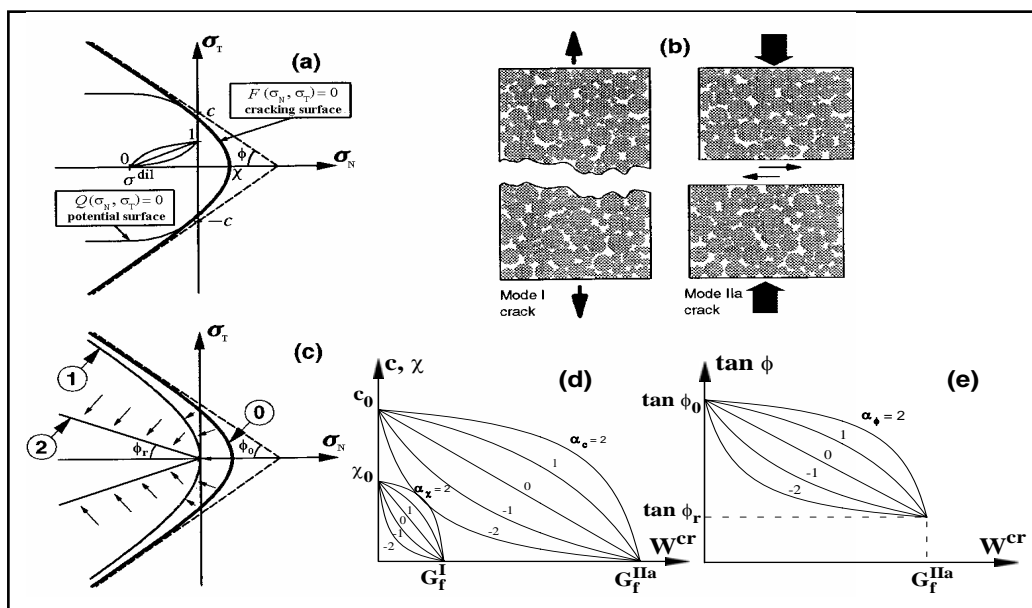 (a)
σT
F (σN, σT) = 0
cracking surface
c
1
0
σ dil
ϕ
χ
σN
Q (σN, σT) = 0
potential surface
−c
(b)
Mode I
crack
Mode IIa
crack
(c)
σT
1
2
0
ϕr
ϕ0
σN
(d)
c, χ
c0
χ0
αc = 2
1
0
-1
-2
αχ = 2
1
0
-1
-2
Wcr
GfI
GfIIa
(e)
tan ϕ
tan ϕ0
αϕ = 2
1
0
-1
-2
tan ϕr
Wcr
GfIIa